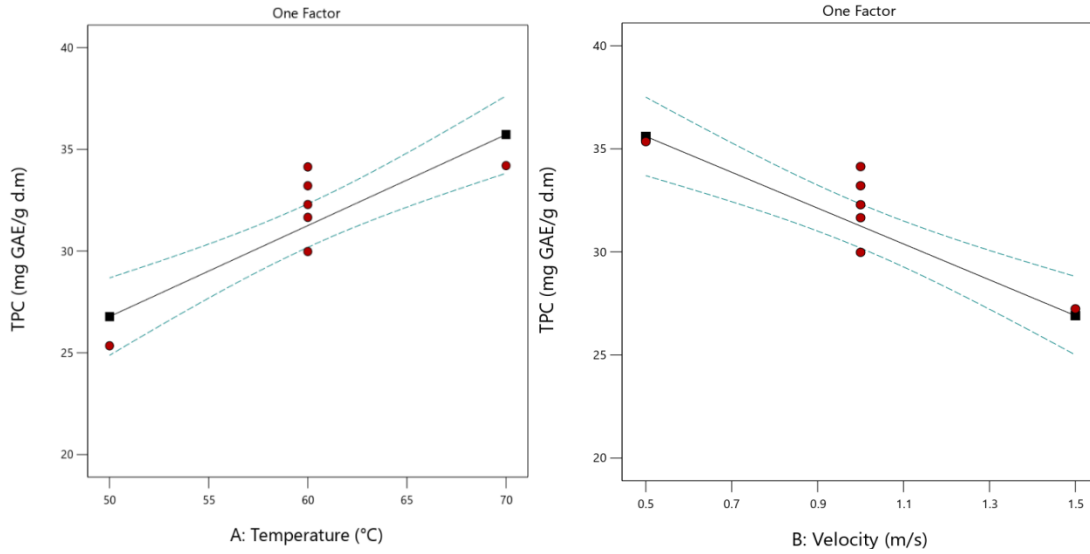 One Factor
40
35
30
25
20
TPC (mg GAE/g d.m)
50 55 60 65 70
A: Temperature (°C)
One Factor
40
35
30
25
20
TPC (mg GAE/g d.m)
0.5 0.7 0.9 1.1 1.3 1.5
B: Velocity (m/s)